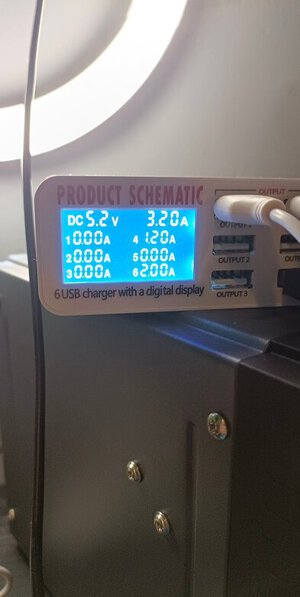 PRODUCT SCHEMATIC
OUTPUT
DC 5.2 V 3.20A
1 0.00A 4 1.20A
2 0.00A 5 0.00A
3 0.00A 6 2.00A
OUTPUT 2
OUTPUT 3
6 USB charger with a digital display